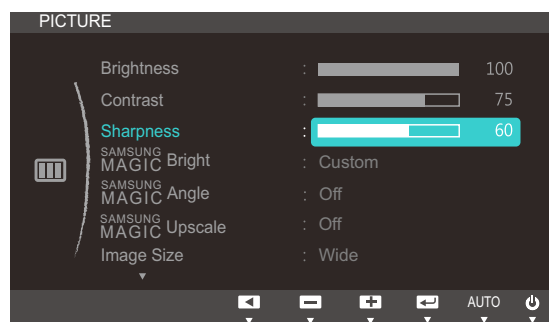 PICTURE
Brightness : 100
Contrast : 75
Sharpness : 60
SAMSUNG MAGIC Bright : Custom
SAMSUNG MAGIC Angle : Off
SAMSUNG MAGIC Upscale : Off
Image Size : Wide
AUTO